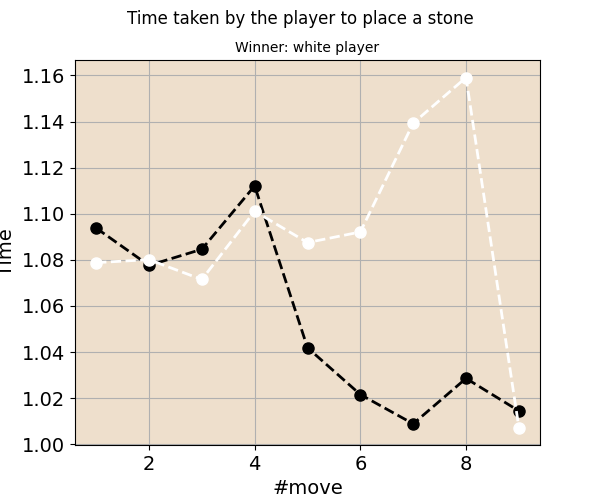 Time taken by the player to place a stone
Winner: white player
1.16
1.14
1.12
1.10
1.08
1.06
1.04
1.02
1.00
Time
2 4 6 8
#move